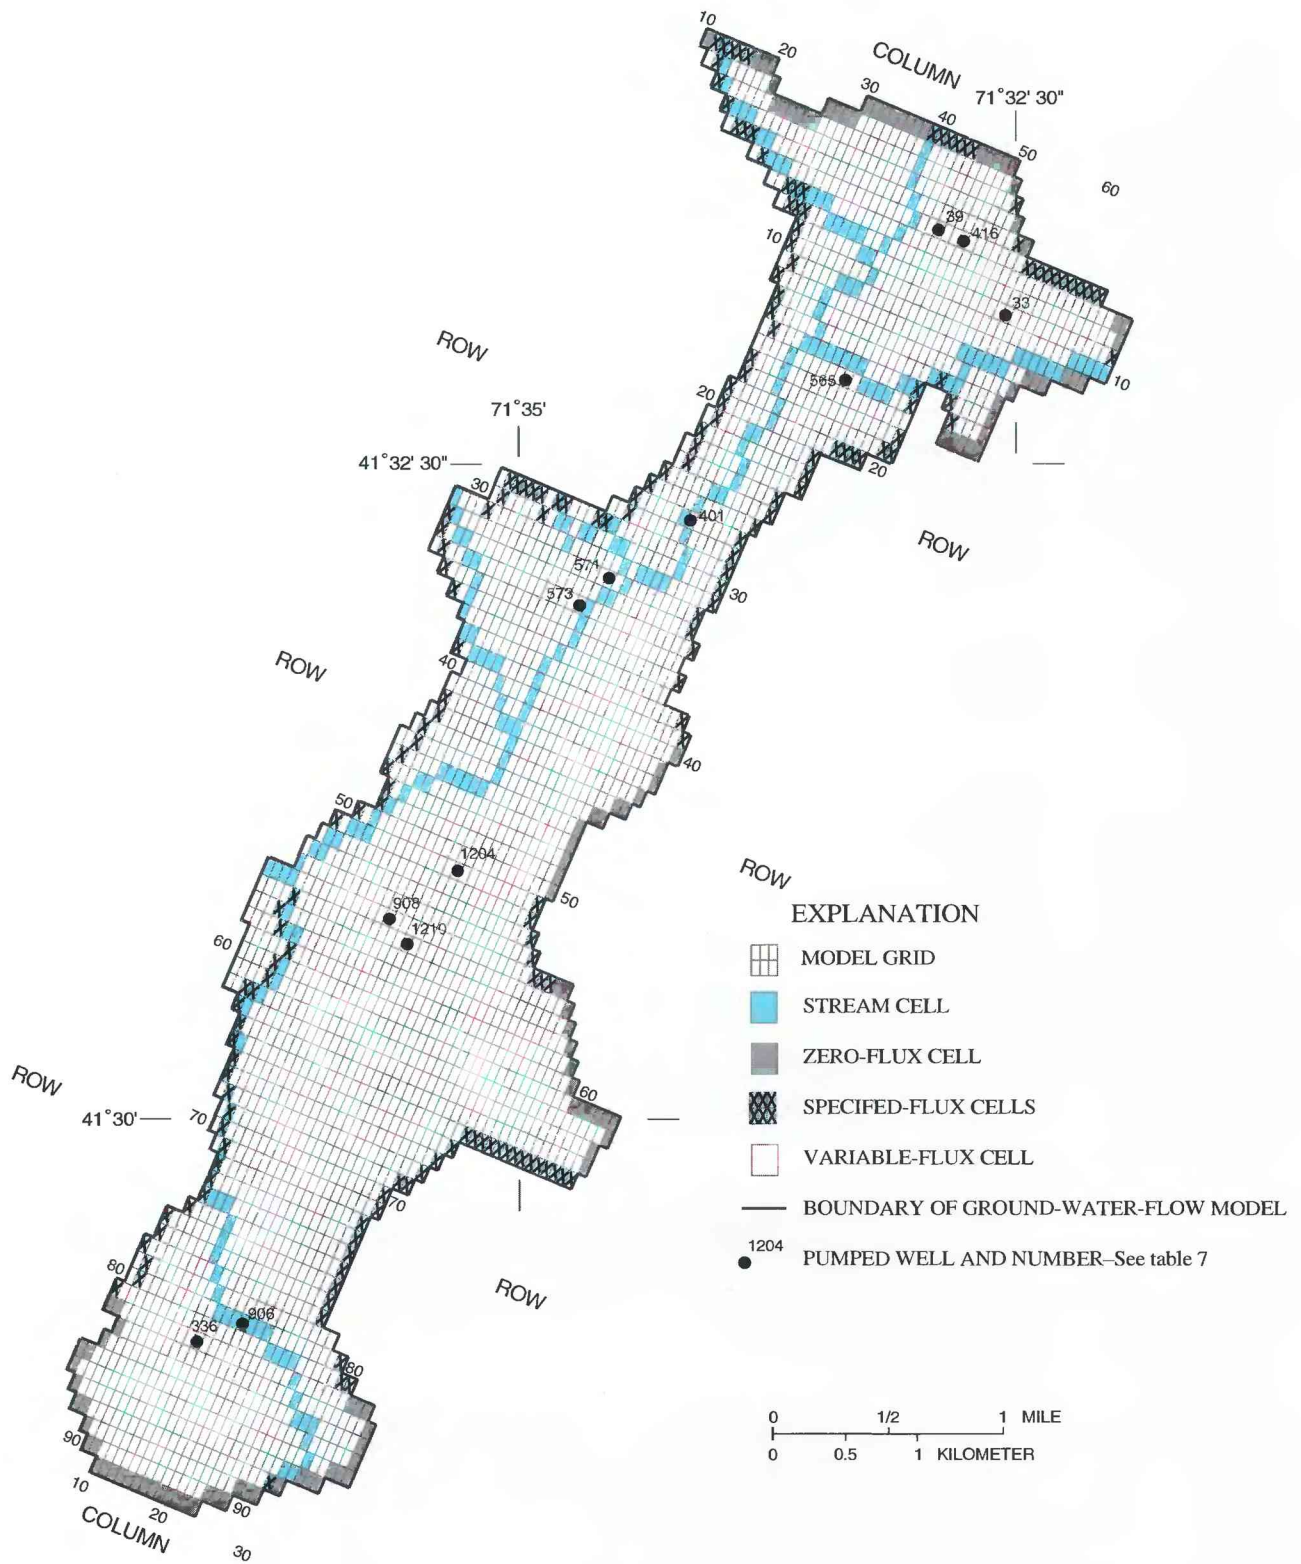 10
20
COLUMN
30
71°32' 30"
40
50
60
39
416
10
33
ROW
10
20
565
71°35'
41°32' 30"
20
30
401
ROW
571
573
30
ROW
40
40
50
1204
ROW
50
908
1210
60
EXPLANATION
MODEL GRID
STREAM CELL
ZERO-FLUX CELL
SPECIFED-FLUX CELLS
VARIABLE-FLUX CELL
BOUNDARY OF GROUND-WATER-FLOW MODEL
1204
PUMPED WELL AND NUMBER–See table 7
ROW
60
41°30'
70
70
ROW
80
906
336
80
0 1/2 1 MILE
0 0.5 1 KILOMETER
90
10
20
90
COLUMN
30